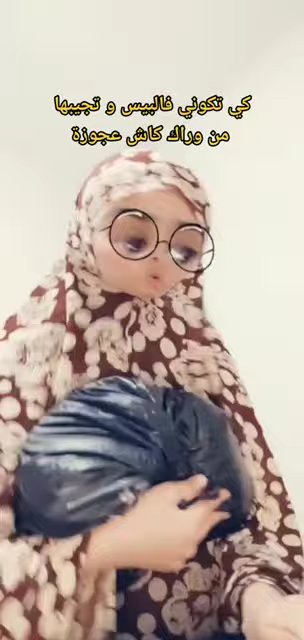 كي تكوني فالبيس و تجيبها
من وراك كاش عجوزة